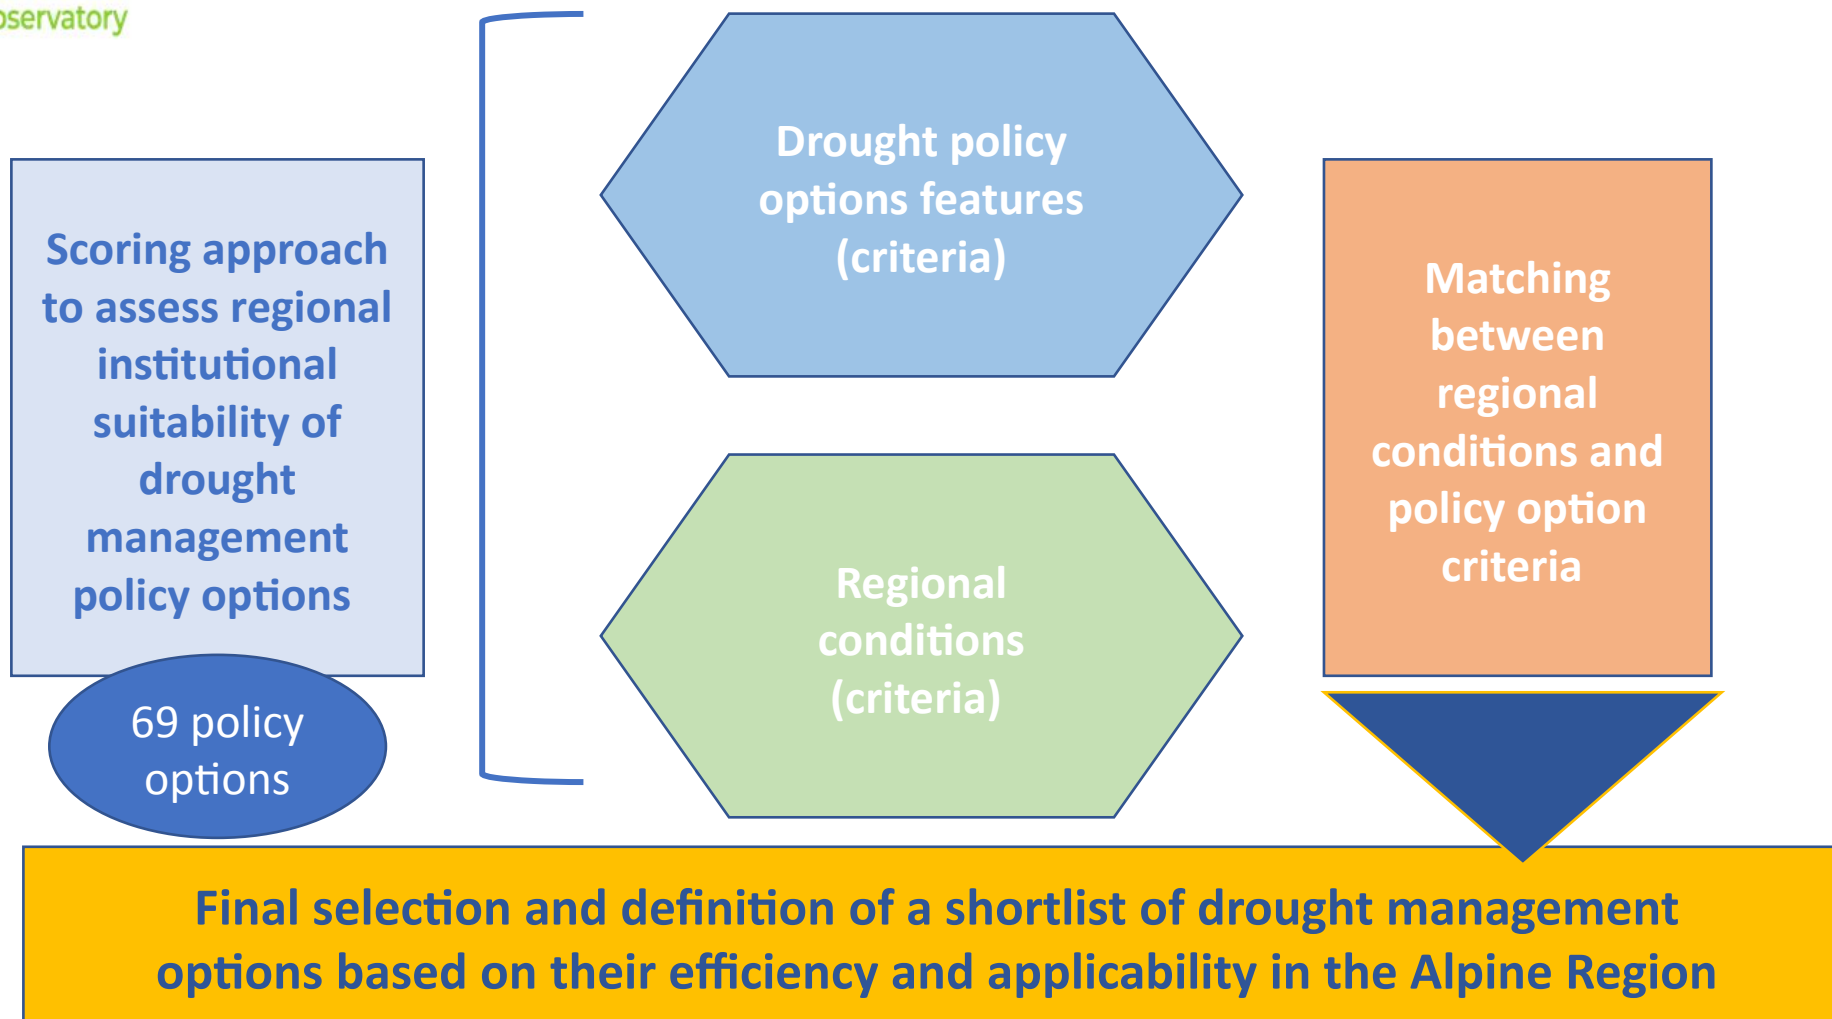 Scoring approach
to assess regional
institutional
suitability of
drought
management
policy options
69 policy
options
Drought policy
options features
(criteria)
Regional
conditions
(criteria)
Matching
between
regional
conditions and
policy option
criteria
Final selection and definition of a shortlist of drought management
options based on their efficiency and applicability in the Alpine Region